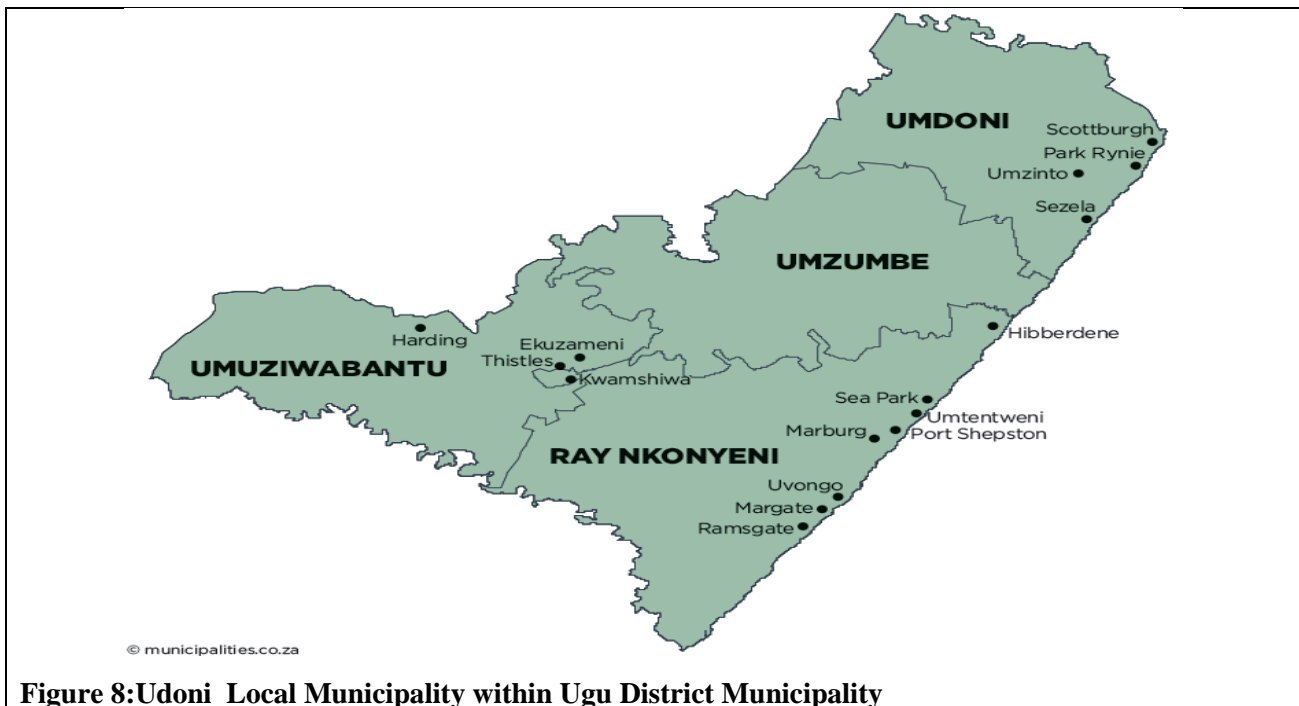 UMDONI
Scottburgh
Park Rynie
Umzinto
Sezela
UMZUMBE
Hibberdene
Harding
UMUZIWABANTU
Ekuzameni
Thistles
Kwamshiwa
Sea Park
Umtentweni
Marburg
Port Shepston
RAY NKONYENI
Uvongo
Margate
Ramsgate
© municipalities.co.za
Figure 8:Udoni Local Municipality within Ugu District Municipality